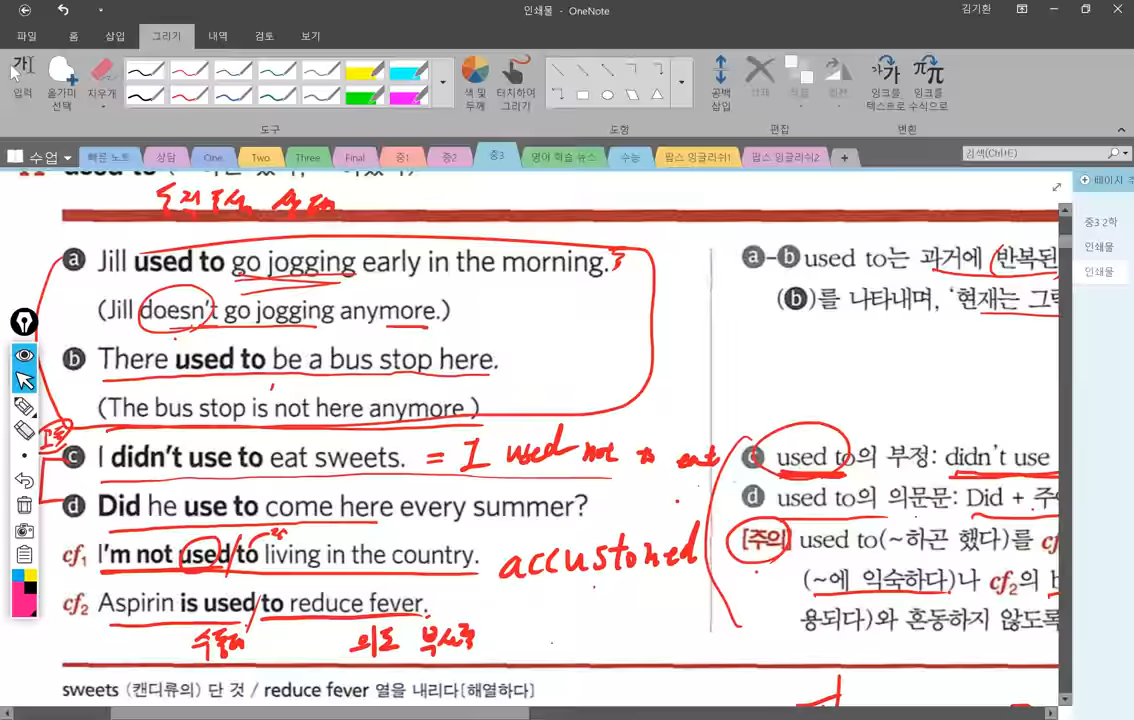 인쇄물 - OneNote
김기환
파일 홈 삽입 그리기 내역 검토 보기
입력 올가미 선택 지우개 색 및 두께 터치하여 그리기 공백 삽입 삭제 회전 잉크를 텍스트로 잉크를 수식으로
도구 도형 편집 변환
수업 빠른 노트 상담 One Two Three Final 중1 중2 중3 영어 학습 뉴스 수능 팝스 잉글리쉬1 팝스 잉글리쉬2 +
검색(Ctrl+E)
페이지 추
중3 2학
인쇄물
인쇄물
used to
ⓐ Jill used to go jogging early in the morning.
(Jill doesn't go jogging anymore.)
ⓑ There used to be a bus stop here.
(The bus stop is not here anymore.)
ⓒ I didn't use to eat sweets. = I used not to eat
ⓓ Did he use to come here every summer?
cf1 I'm not used/to living in the country. accustoned
cf2 Aspirin is used/to reduce fever.
수동태 의도 부사적
sweets (캔디류의) 단 것 / reduce fever 열을 내리다[해열하다]
ⓐ-ⓑ used to는 과거에 (반복된
(ⓑ)를 나타내며, '현재는 그
ⓒ used to의 부정: didn't use
ⓓ used to의 의문문: Did + 주
[주의] used to(~하곤 했다)를 cf
(~에 익숙하다)나 cf2의 b
용되다)와 혼동하지 않도록